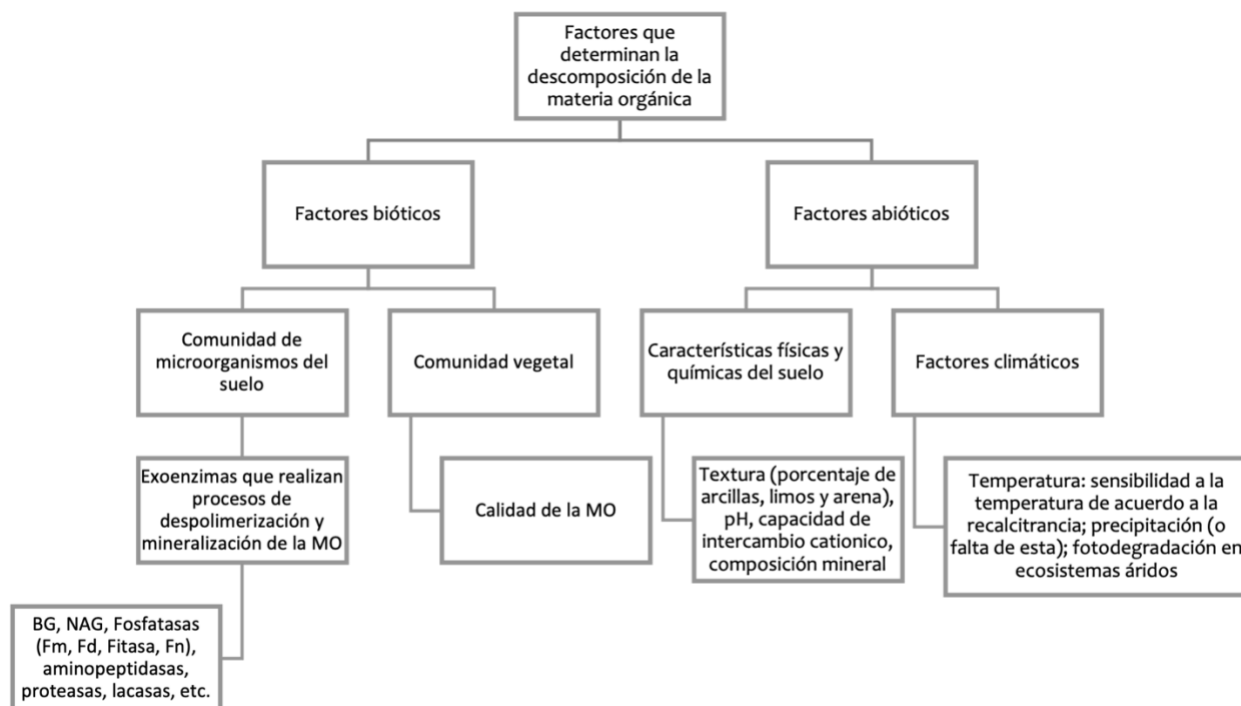 Factores que
determinan la
descomposición de la
materia orgánica
Factores bióticos
Factores abióticos
Comunidad de
microorganismos del
suelo
Comunidad vegetal
Características físicas y
químicas del suelo
Factores climáticos
Exoenzimas que realizan
procesos de
despolimerización y
mineralización de la MO
Calidad de la MO
Textura (porcentaje de
arcillas, limos y arena),
pH, capacidad de
intercambio cationico,
composición mineral
Temperatura: sensibilidad a la
temperatura de acuerdo a la
recalcitrancia; precipitación (o
falta de esta); fotodegradación en
ecosistemas áridos
BG, NAG, Fosfatasas
(Fm, Fd, Fitasa, Fn),
aminopeptidasas,
proteasas, lacasas, etc.